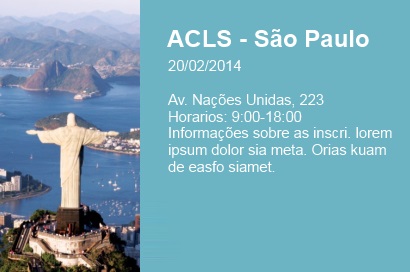 ACLS - São Paulo
20/02/2014
Av. Nações Unidas, 223
Horarios: 9:00-18:00
Informações sobre as inscri. lorem
ipsum dolor sia meta. Orias kuam
de easfo siamet.